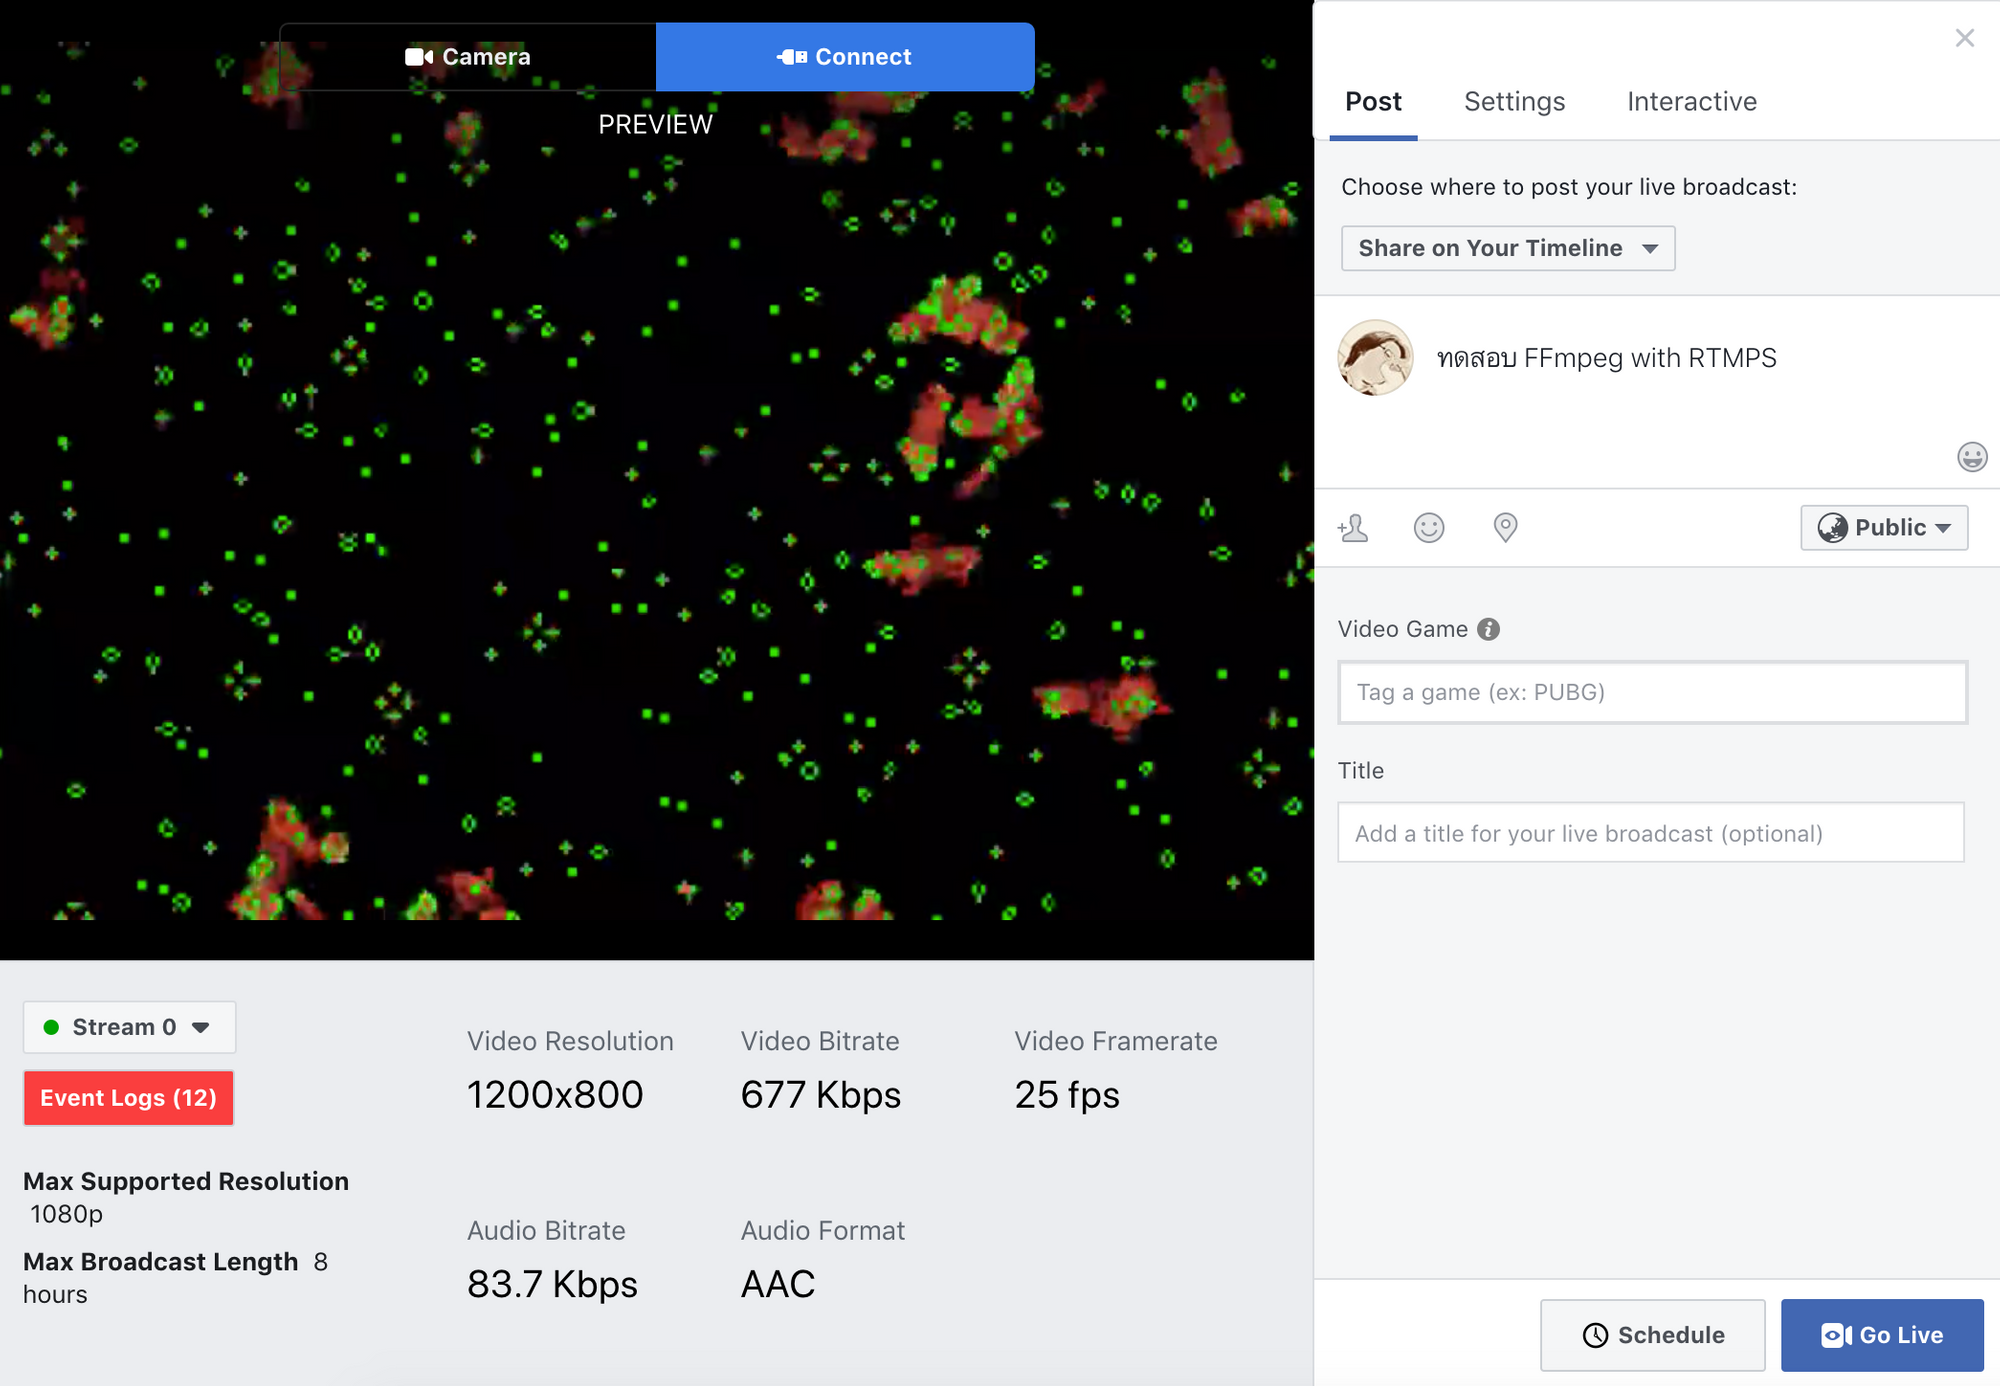 Camera
Connect
PREVIEW
Post
Settings
Interactive
Choose where to post your live broadcast:
Share on Your Timeline
ทดสอบ FFmpeg with RTMPS
Public
Video Game
Tag a game (ex: PUBG)
Title
Add a title for your live broadcast (optional)
Stream 0
Event Logs (12)
Max Supported Resolution
1080p
Max Broadcast Length 8
hours
Video Resolution
1200x800
Video Bitrate
677 Kbps
Video Framerate
25 fps
Audio Bitrate
83.7 Kbps
Audio Format
AAC
Schedule
Go Live